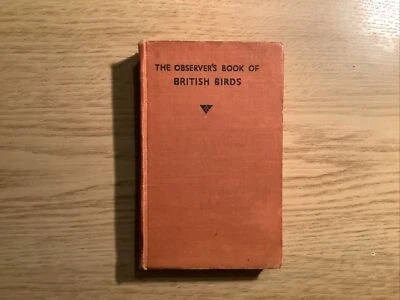 THE OBSERVER'S BOOK OF
BRITISH BIRDS